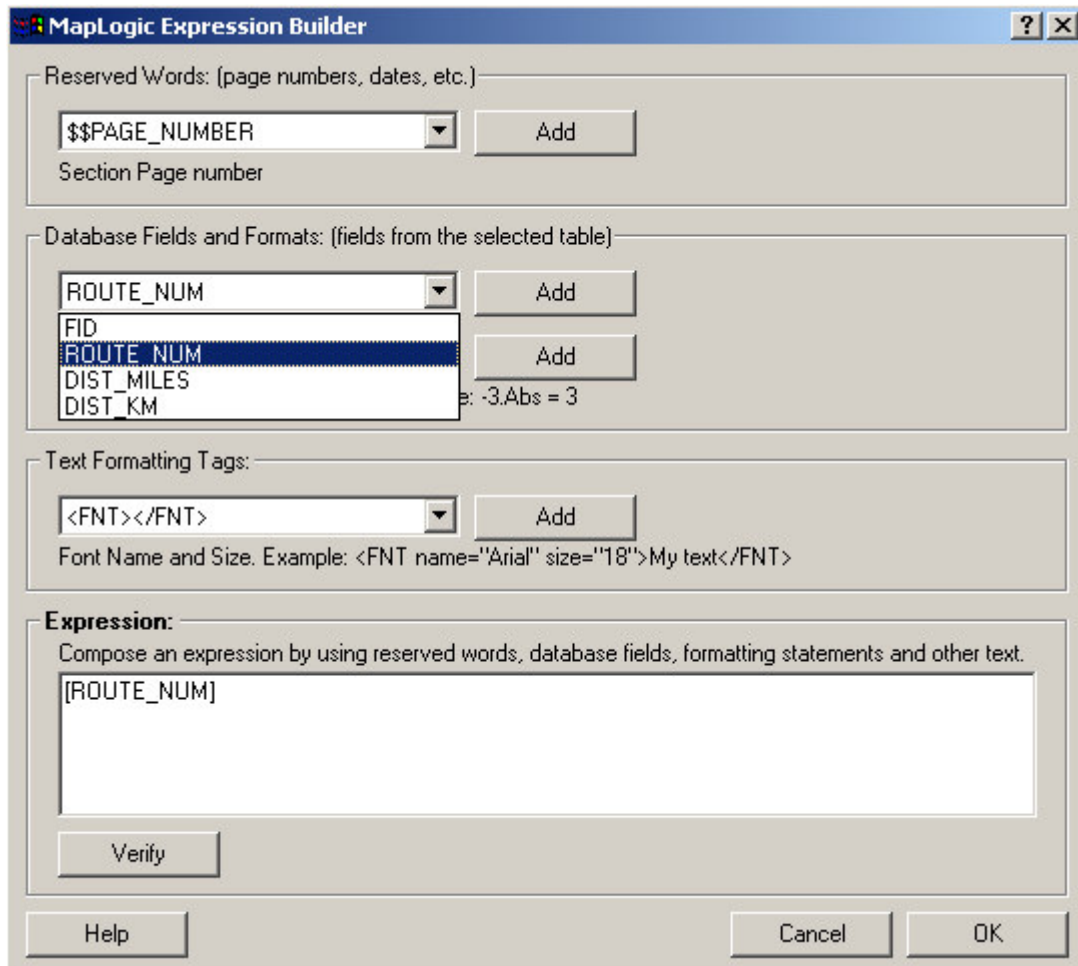 MapLogic Expression Builder
Reserved Words: (page numbers, dates, etc.)
$$PAGE_NUMBER
Add
Section Page number
Database Fields and Formats: (fields from the selected table)
ROUTE_NUM
Add
FID
ROUTE_NUM
Add
DIST_MILES
DIST_KM
e: -3.Abs = 3
Text Formatting Tags:
<FNT></FNT>
Add
Font Name and Size. Example: <FNT name="Arial" size="18">My text</FNT>
Expression:
Compose an expression by using reserved words, database fields, formatting statements and other text.
[ROUTE_NUM]
Verify
Help
Cancel
OK